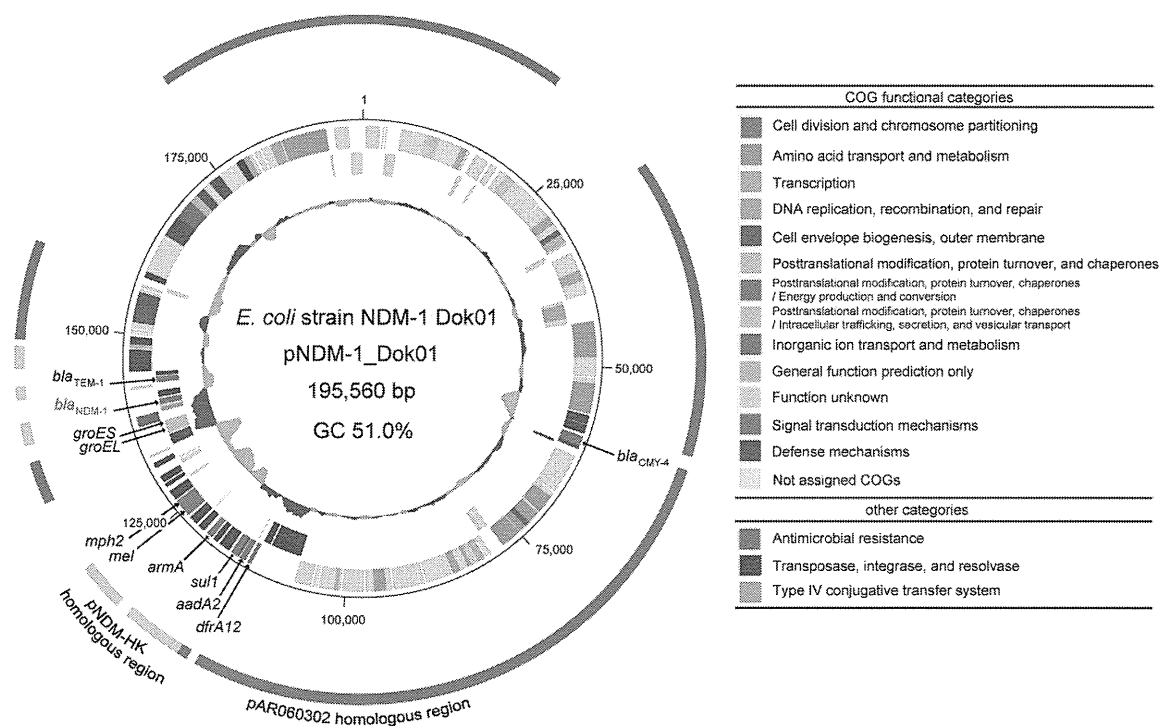 1
25,000
50,000
75,000
100,000
125,000
150,000
175,000
E. coli strain NDM-1 Dok01
pNDM-1_Dok01
195,560 bp
GC 51.0%
blaTEM-1
blaNDM-1
groES
groEL
mph2
mel
armA
sul1
aadA2
dfrA12
blaCMY-4
pNDM-HK
homologous region
pAR060302 homologous region
COG functional categories
Cell division and chromosome partitioning
Amino acid transport and metabolism
Transcription
DNA replication, recombination, and repair
Cell envelope biogenesis, outer membrane
Posttranslational modification, protein turnover, and chaperones
Posttranslational modification, protein turnover, chaperones
/ Energy production and conversion
Posttranslational modification, protein turnover, chaperones
/ Intracellular trafficking, secretion, and vesicular transport
Inorganic ion transport and metabolism
General function prediction only
Function unknown
Signal transduction mechanisms
Defense mechanisms
Not assigned COGs
other categories
Antimicrobial resistance
Transposase, integrase, and resolvase
Type IV conjugative transfer system